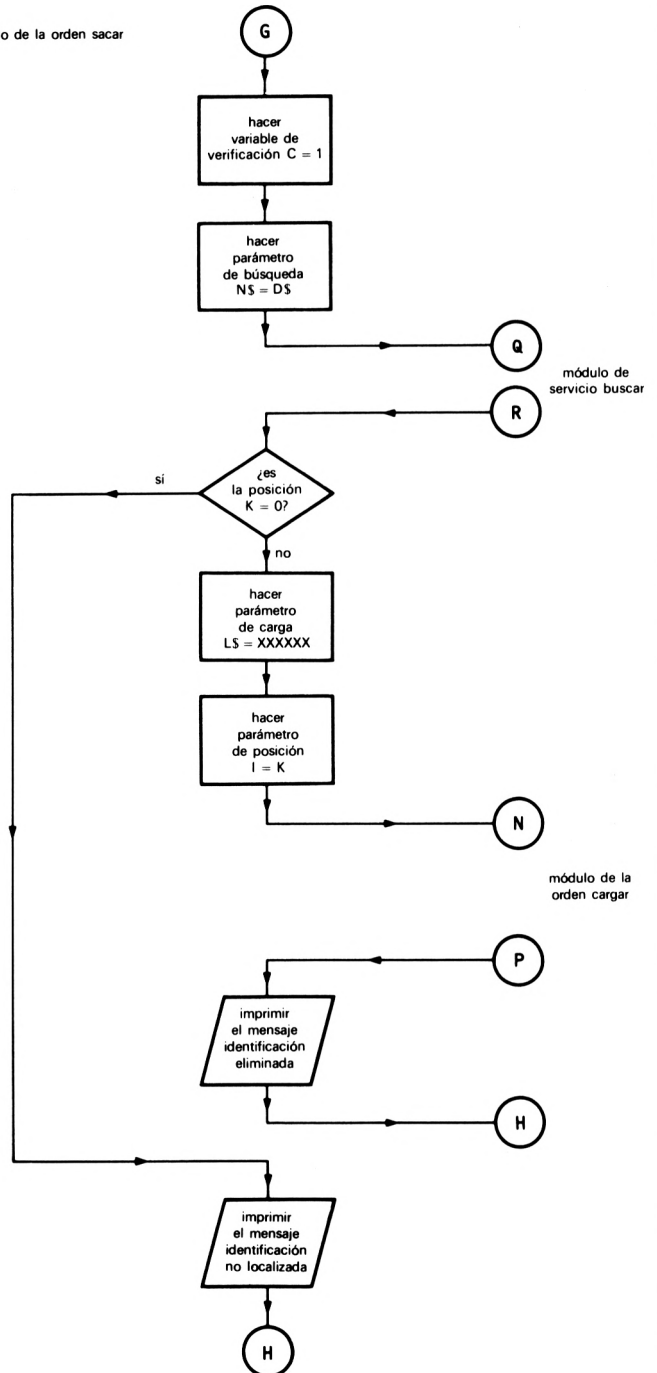 o de la orden sacar
G
hacer
variable de
verificación C = 1
hacer
parámetro
de búsqueda
N$ = D$
Q
módulo de
servicio buscar
R
¿es
la posición
K = 0?
sí
no
hacer
parámetro
de carga
L$ = XXXXXX
hacer
parámetro
de posición
I = K
N
módulo de la
orden cargar
P
imprimir
el mensaje
identificación
eliminada
H
imprimir
el mensaje
identificación
no localizada
H